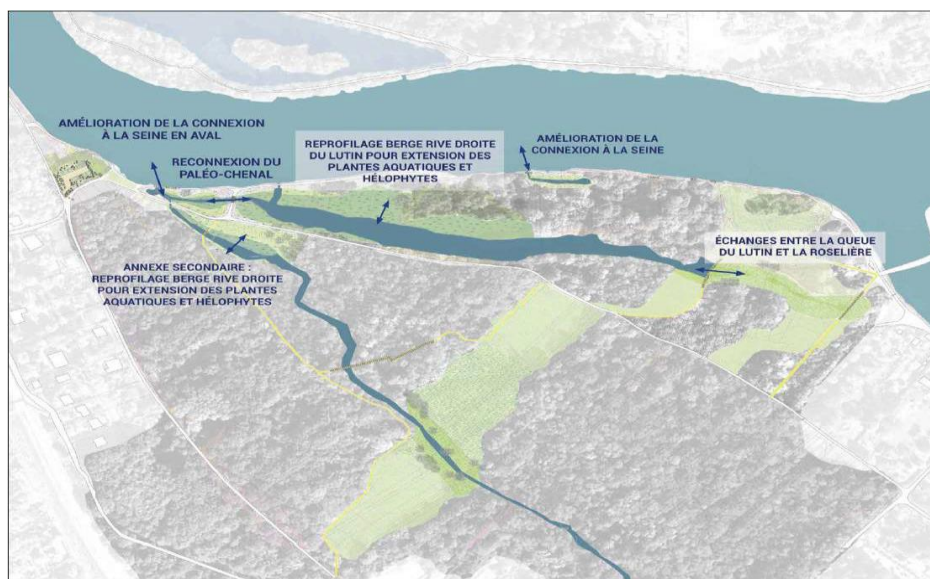 AMÉLIORATION DE LA CONNEXION
À LA SEINE EN AVAL
RECONNEXION DU
PALÉO-CHENAL
REPROFILAGE BERGE RIVE DROITE
DU LUTIN POUR EXTENSION DES
PLANTES AQUATIQUES ET
HÉLOPHYTES
AMÉLIORATION DE LA
CONNEXION À LA SEINE
ÉCHANGES ENTRE LA QUEUE
DU LUTIN ET LA ROSELIÈRE
ANNEXE SECONDAIRE :
REPROFILAGE BERGE RIVE DROITE
POUR EXTENSION DES PLANTES
AQUATIQUES ET HÉLOPHYTES